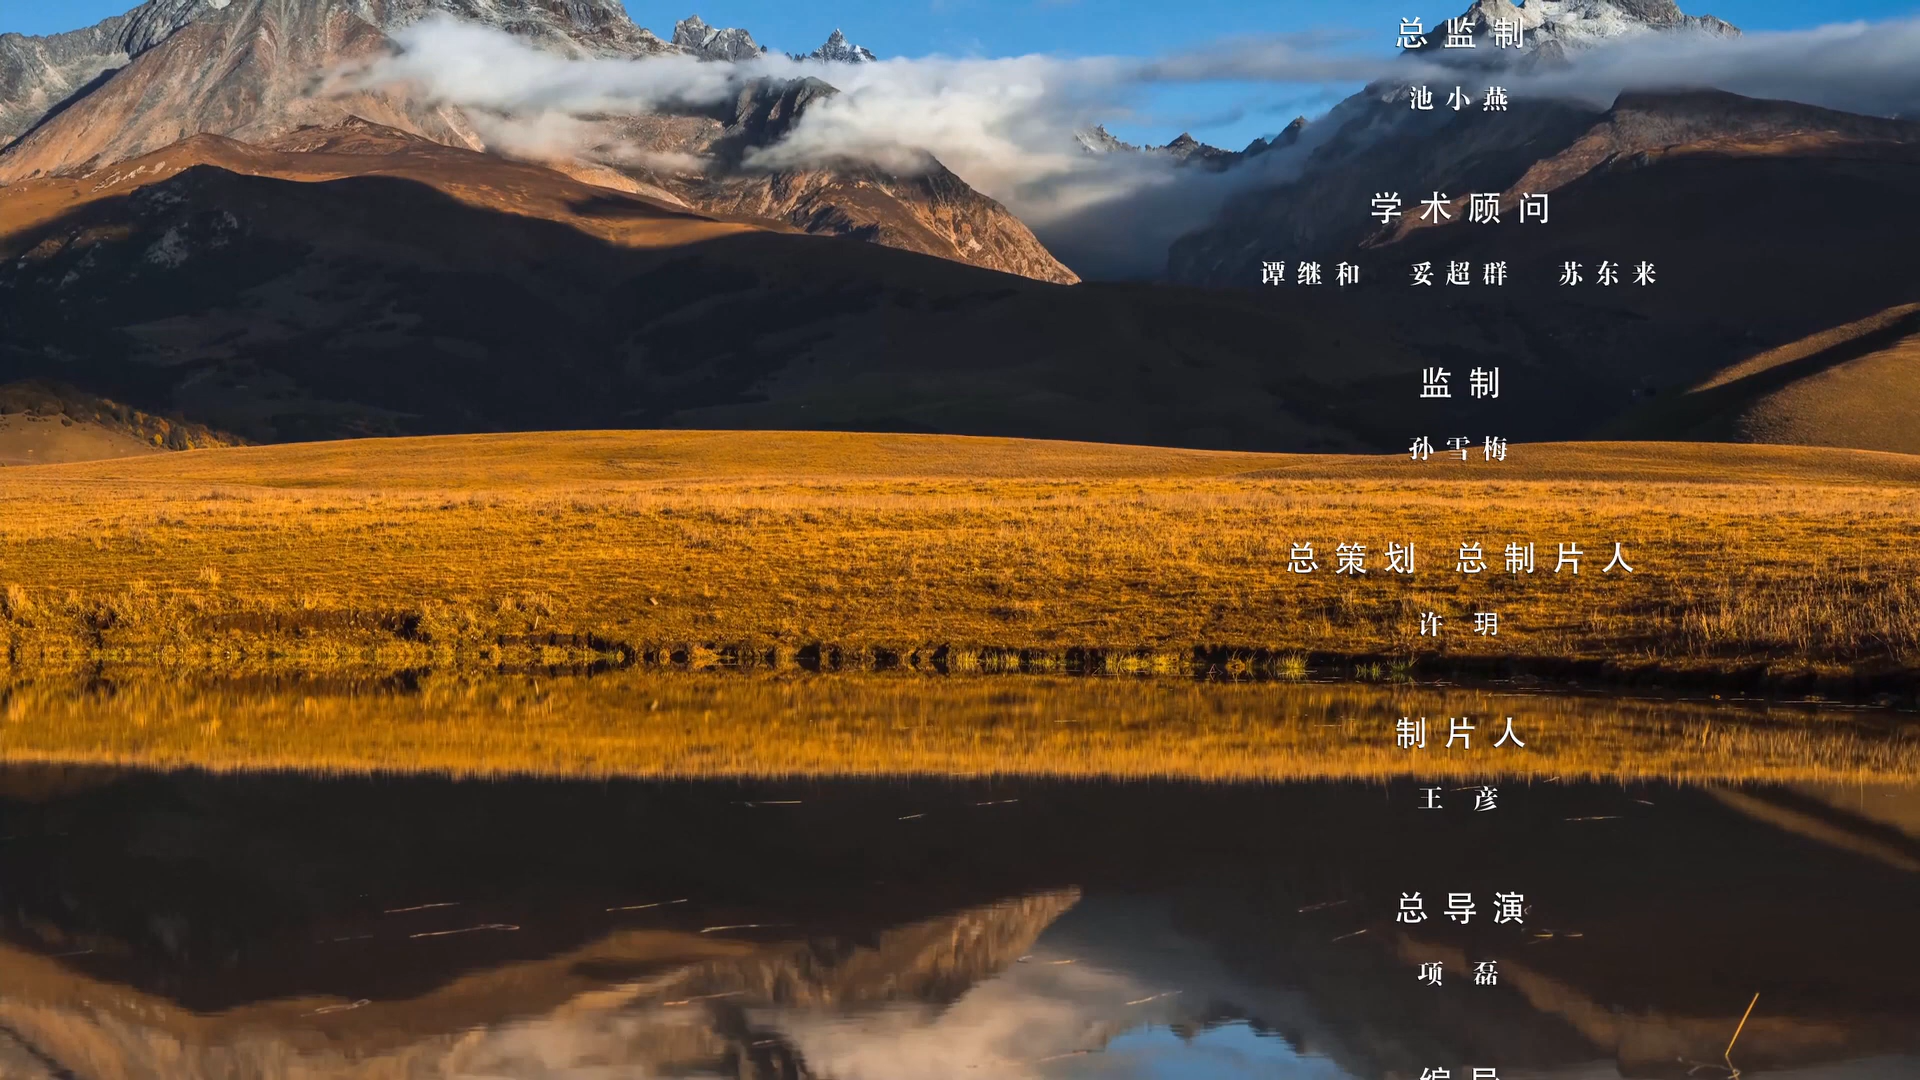 总监制
池小燕
学术顾问
谭继和 妥超群 苏东来
监制
孙雪梅
总策划 总制片人
许玥
制片人
王彦
总导演
项磊
编导